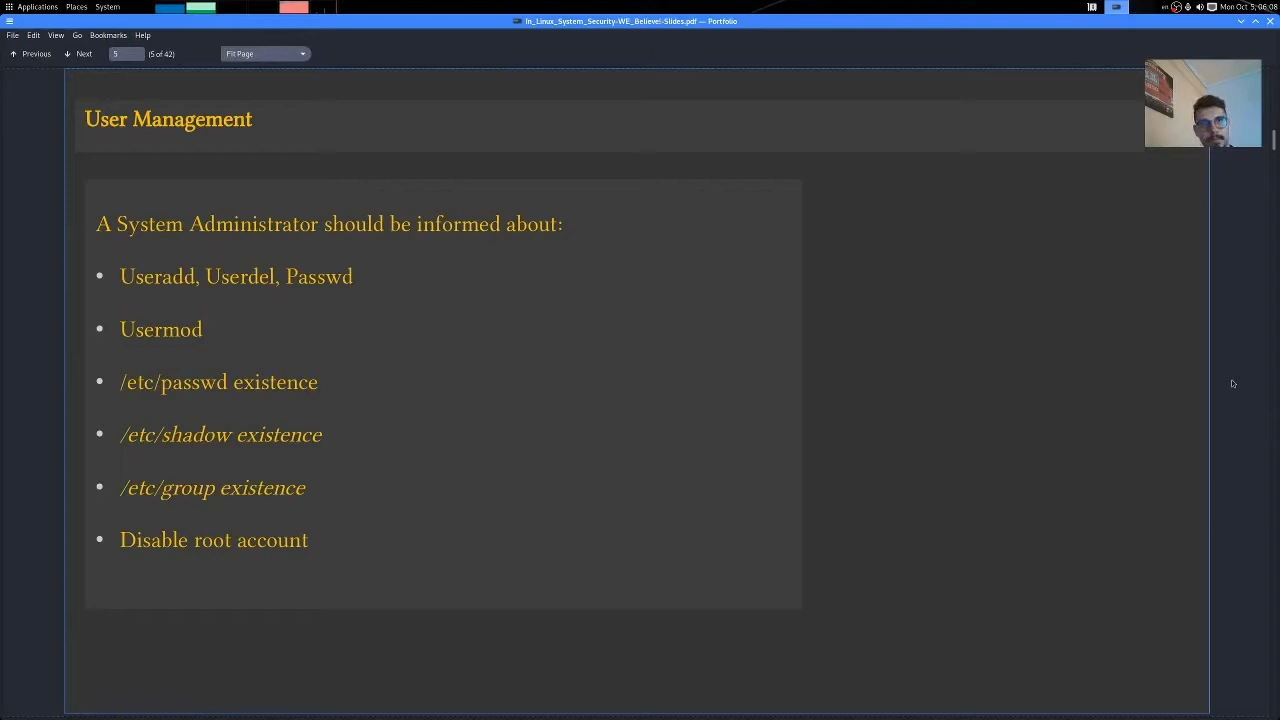 Applications Places System
en Mon Oct 5, 06:08
In_Linux_System_Security-WE_Believe!-Slides.pdf — Portfolio
File Edit View Go Bookmarks Help
Previous Next 5 (5 of 42) Fit Page
User Management
A System Administrator should be informed about:
• Useradd, Userdel, Passwd
• Usermod
• /etc/passwd existence
• /etc/shadow existence
• /etc/group existence
• Disable root account